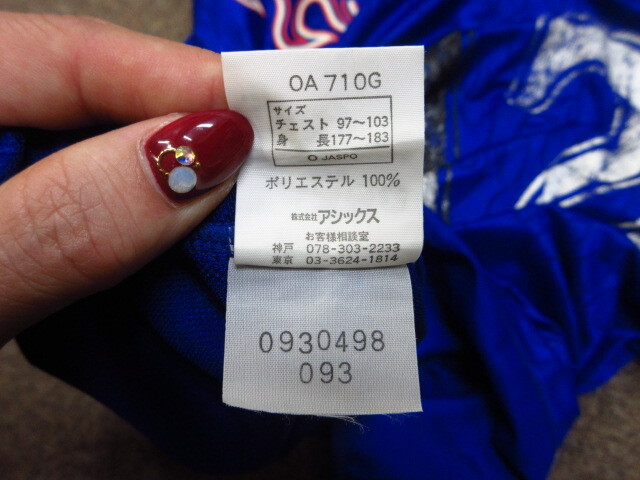 OA710G
サイズ
チェスト 97〜103
身 長177〜183
JASPO
ポリエステル 100%
株式会社アシックス
お客様相談室
神戸 078-303-2233
東京 03-3624-1814
0930498
093